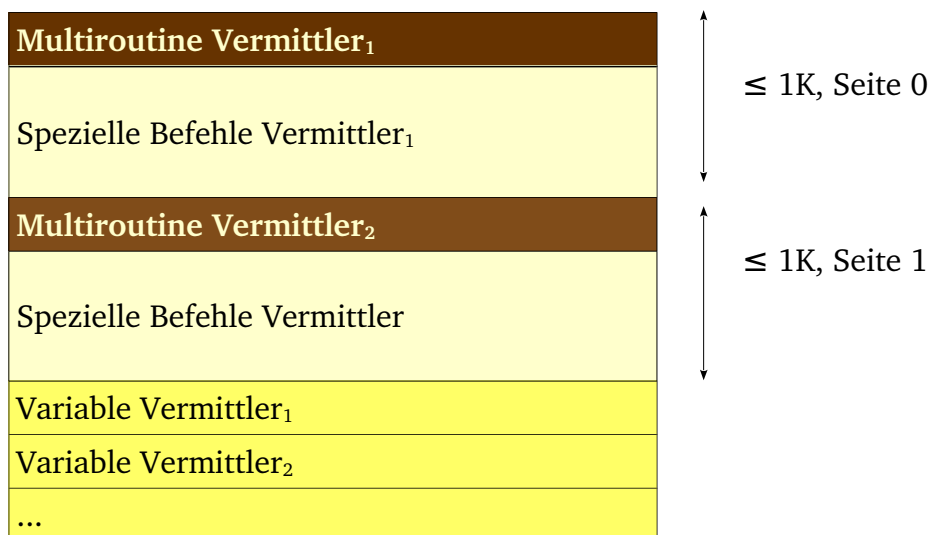 Multiroutine Vermittler₁
≤ 1K, Seite 0
Spezielle Befehle Vermittler₁
Multiroutine Vermittler₂
≤ 1K, Seite 1
Spezielle Befehle Vermittler
Variable Vermittler₁
Variable Vermittler₂
...